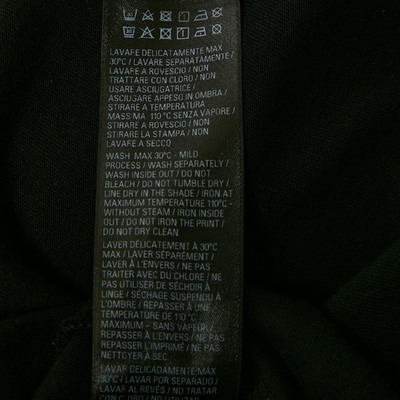 LAVARE DELICATAMENTE MAX
30°C / LAVARE SEPARATAMENTE /
LAVARE A ROVESCIO / NON
TRATTARE CON CLORO / NON
USARE ASCIUGATRICE /
ASCIUGARE APPESO IN OMBRA /
STIRARE A TEMPERATURA
MASSIMA 110°C SENZA VAPORE /
STIRARE A ROVESCIO / NON
STIRARE LA STAMPA / NON
LAVARE A SECCO
WASH MAX 30°C - MILD
PROCESS / WASH SEPARATELY /
WASH INSIDE OUT / DO NOT
BLEACH / DO NOT TUMBLE DRY /
LINE DRY IN THE SHADE / IRON AT
MAXIMUM TEMPERATURE 110°-
WITHOUT STEAM / IRON INSIDE
OUT / DO NOT IRON THE PRINT /
DO NOT DRY CLEAN
LAVER DÉLICATEMENT À 30°C
MAX / LAVER SÉPARÉMENT /
LAVER À L'ENVERS / NE PAS
TRAITER AVEC DU CHLORE / NE
PAS UTILISER DE SÉCHOIR À
LINGE / SÉCHAGE SUSPENDU À
L'OMBRE / REPASSER À UNE
TEMPÉRATURE DE 110°C
MAXIMUM – SANS VAPEUR /
REPASSER À L'ENVERS / NE PAS
REPASSER L'IMPRIMÉ / NE PAS
NETTOYER À SEC
LAVAR DELICADAMENTE MAX
30°C / LAVAR POR SEPARADO /
LAVAR AL REVÉS / NO TRATAR
CON CLORO / NO USAR